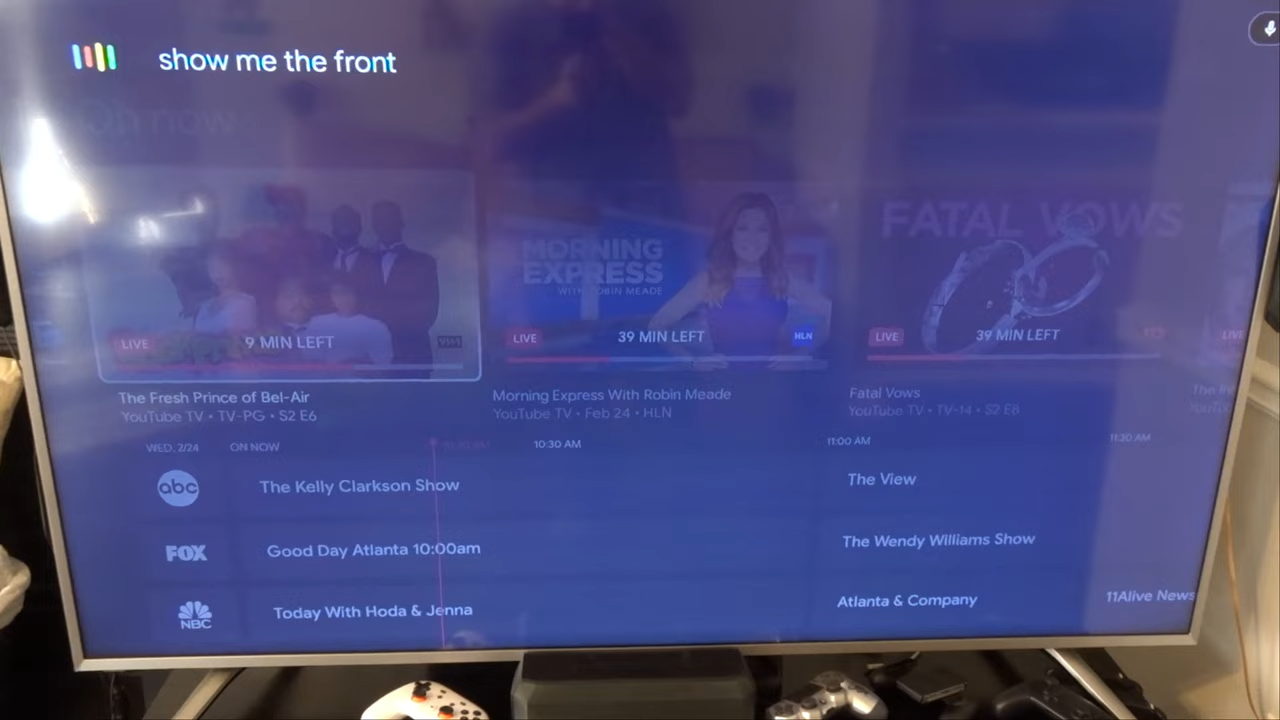 show me the front
On now
FATAL VOWS
MORNING
EXPRESS
WITH ROBIN MEADE
LIVE
9 MIN LEFT
LIVE
39 MIN LEFT
HLN
LIVE
39 MIN LEFT
LIVE
The Fresh Prince of Bel-Air
YouTube TV • TV-PG • S2 E6
Morning Express With Robin Meade
YouTube TV • Feb 24 • HLN
Fatal Vows
YouTube TV • TV-14 • S2 E8
WED, 2/24
ON NOW
10:30 AM
11:00 AM
11:30 AM
abc
The Kelly Clarkson Show
The View
FOX
Good Day Atlanta 10:00am
The Wendy Williams Show
NBC
Today With Hoda & Jenna
Atlanta & Company
11Alive News